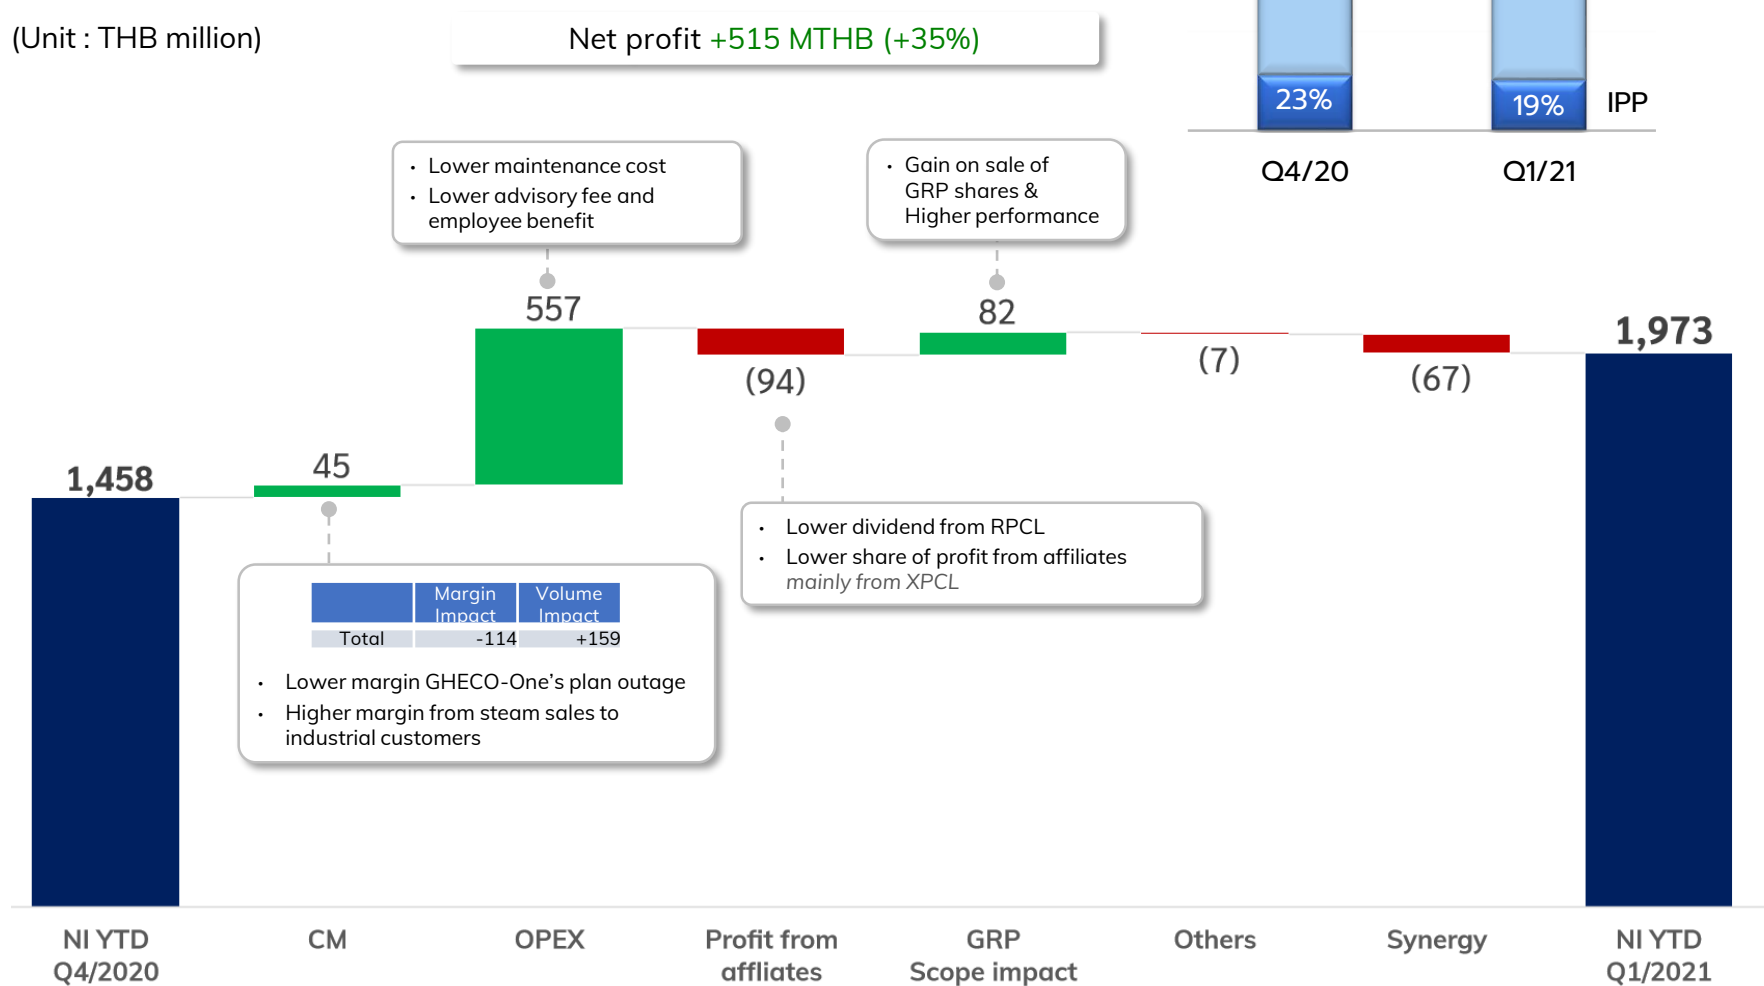 (Unit : THB million)
Net profit +515 MTHB (+35%)
23%
19%
IPP
Q4/20
Q1/21
· Lower maintenance cost
· Lower advisory fee and
employee benefit
· Gain on sale of
GRP shares &
Higher performance
557
82
1,973
(94)
(7)
(67)
1,458
45
· Lower dividend from RPCL
· Lower share of profit from affiliates
mainly from XPCL
Margin Impact
Volume Impact
Total -114 +159
· Lower margin GHECO-One’s plan outage
· Higher margin from steam sales to
industrial customers
NI YTD
Q4/2020
CM
OPEX
Profit from
affliates
GRP
Scope impact
Others
Synergy
NI YTD
Q1/2021